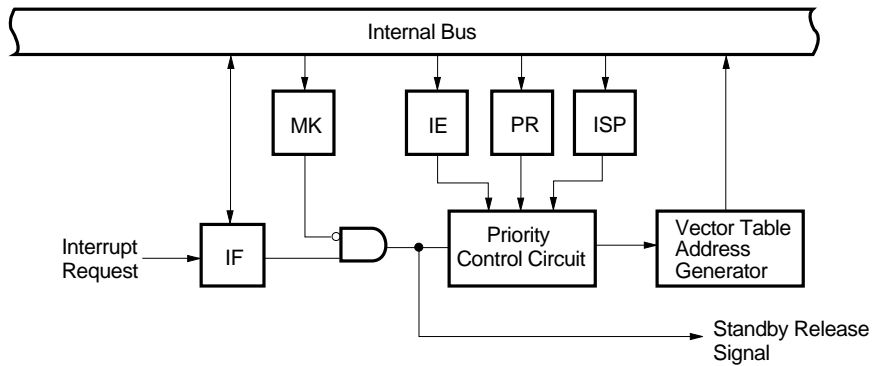 Internal Bus
MK
IE
PR
ISP
Interrupt
Request
IF
Priority
Control Circuit
Vector Table
Address
Generator
Standby Release
Signal